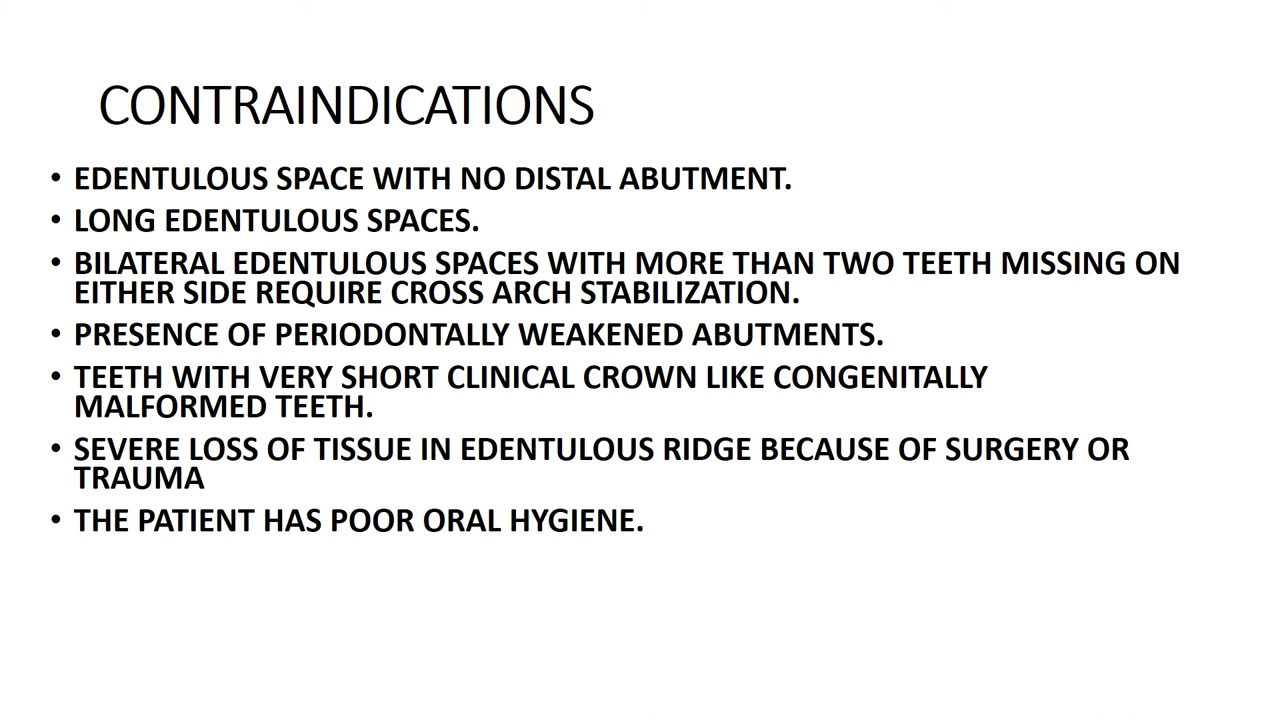 CONTRAINDICATIONS
• EDENTULOUS SPACE WITH NO DISTAL ABUTMENT.
• LONG EDENTULOUS SPACES.
• BILATERAL EDENTULOUS SPACES WITH MORE THAN TWO TEETH MISSING ON
EITHER SIDE REQUIRE CROSS ARCH STABILIZATION.
• PRESENCE OF PERIODONTALLY WEAKENED ABUTMENTS.
• TEETH WITH VERY SHORT CLINICAL CROWN LIKE CONGENITALLY
MALFORMED TEETH.
• SEVERE LOSS OF TISSUE IN EDENTULOUS RIDGE BECAUSE OF SURGERY OR
TRAUMA
• THE PATIENT HAS POOR ORAL HYGIENE.